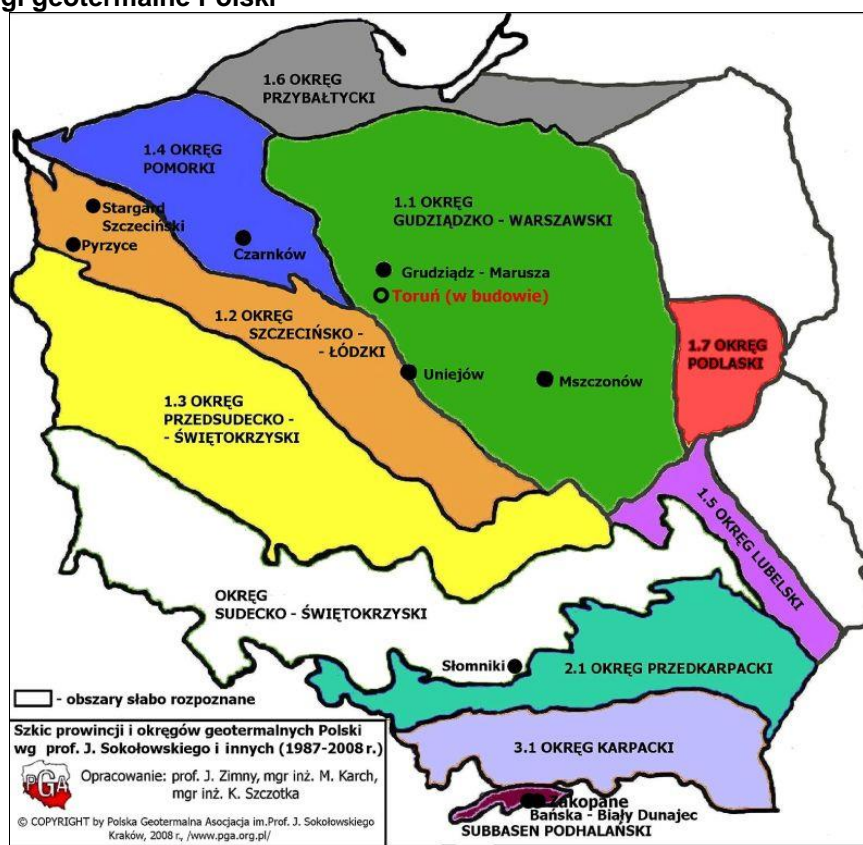 gi geotermalne Polski
1.6 OKRĘG
PRZYBAŁTYCKI
1.4 OKRĘG
POMORKI
1.1 OKRĘG
GUDZIĄDZKO - WARSZAWSKI
Stargard
Szczeciński
Pyrzyce
Czarnków
Grudziądz - Marusza
Toruń (w budowie)
1.2 OKRĘG
SZCZECIŃSKO -
- ŁÓDZKI
1.7 OKRĘG
PODLASKI
Uniejów
Mszczonów
1.3 OKRĘG
PRZEDSUDECKO -
- ŚWIĘTOKRZYSKI
1.5 OKRĘG LUBELSKI
OKRĘG
SUDECKO - ŚWIĘTOKRZYSKI
Słomniki
2.1 OKRĘG PRZEDKARPACKI
- obszary słabo rozpoznane
3.1 OKRĘG KARPACKI
Zakopane
Bańska - Biały Dunajec
SUBBASEN PODHALAŃSKI
Szkic prowincji i okręgów geotermalnych Polski
wg prof. J. Sokołowskiego i innych (1987-2008 r.)
PGA
Opracowanie: prof. J. Zimny, mgr inż. M. Karch,
mgr inż. K. Szczotka
© COPYRIGHT by Polska Geotermalna Asocjacja im.Prof. J. Sokołowskiego
Kraków, 2008 r., /www.pga.org.pl/